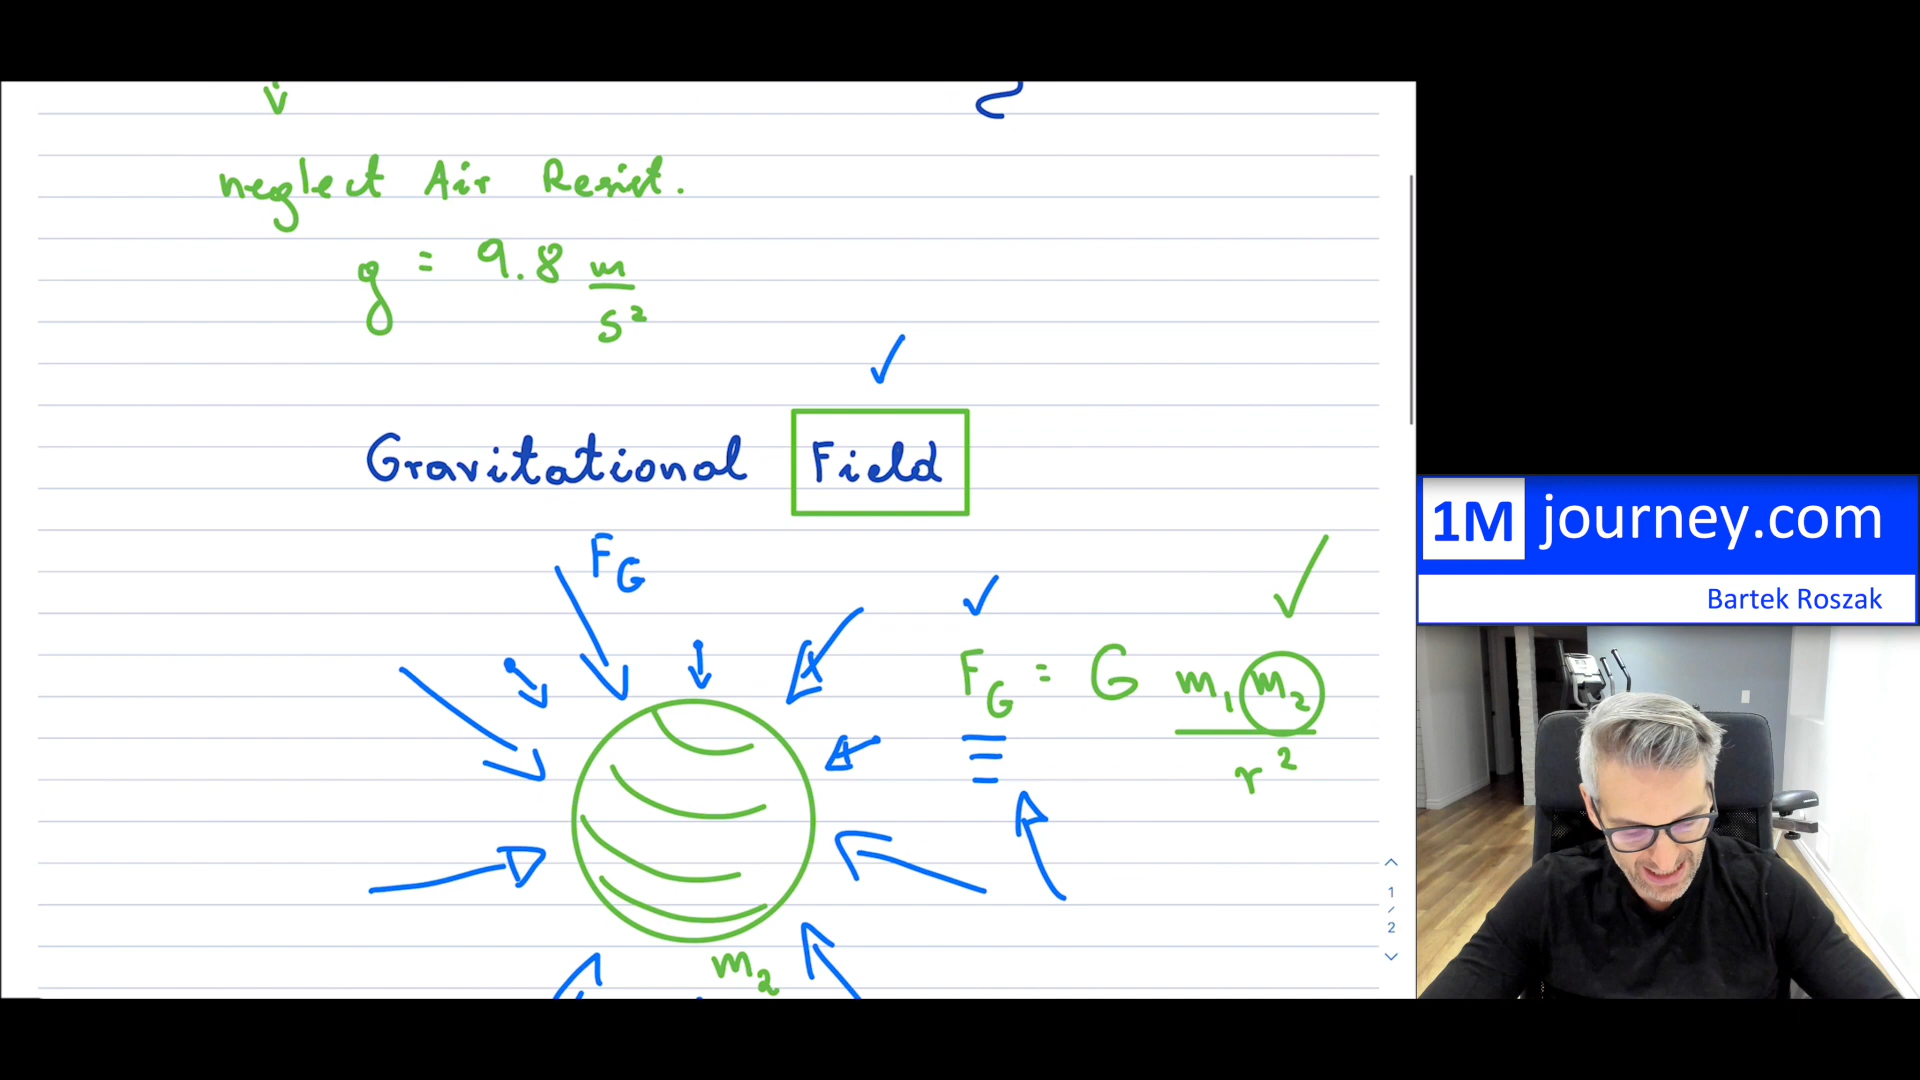 neglect Air Resist.
g = 9.8 m/s²
Gravitational Field
F_G
F_G = G m₁m₂/r²
m₂
1M journey.com
Bartek Roszak
1
/
2